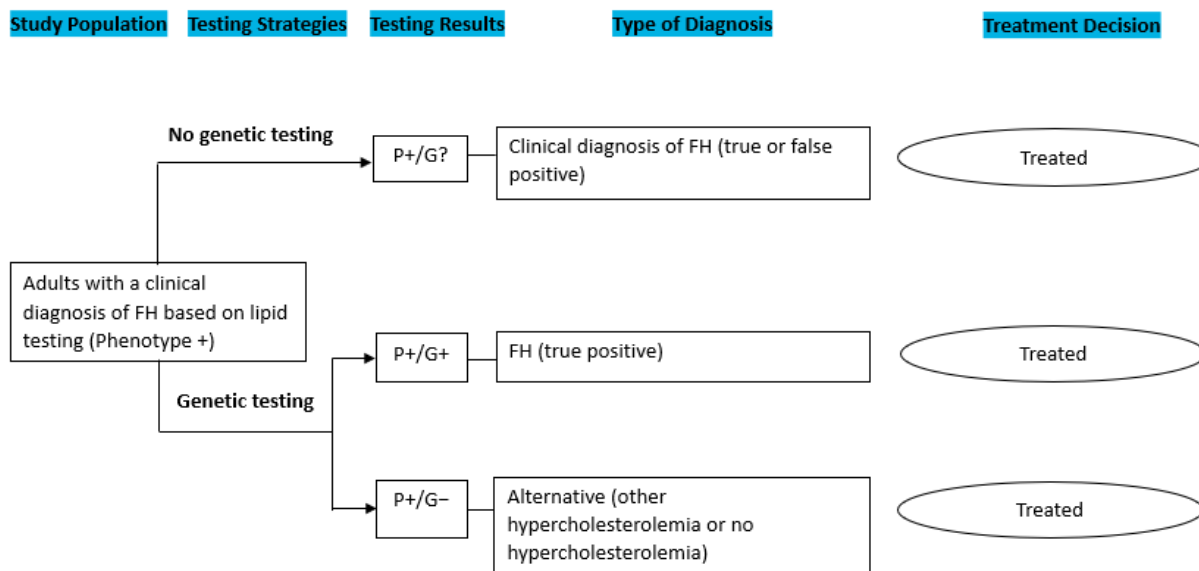 Study Population Testing Strategies Testing Results Type of Diagnosis Treatment Decision
No genetic testing
P+/G?
Clinical diagnosis of FH (true or false
positive)
Treated
Adults with a clinical
diagnosis of FH based on lipid
testing (Phenotype +)
P+/G+
FH (true positive)
Treated
Genetic testing
P+/G–
Alternative (other
hypercholesterolemia or no
hypercholesterolemia)
Treated